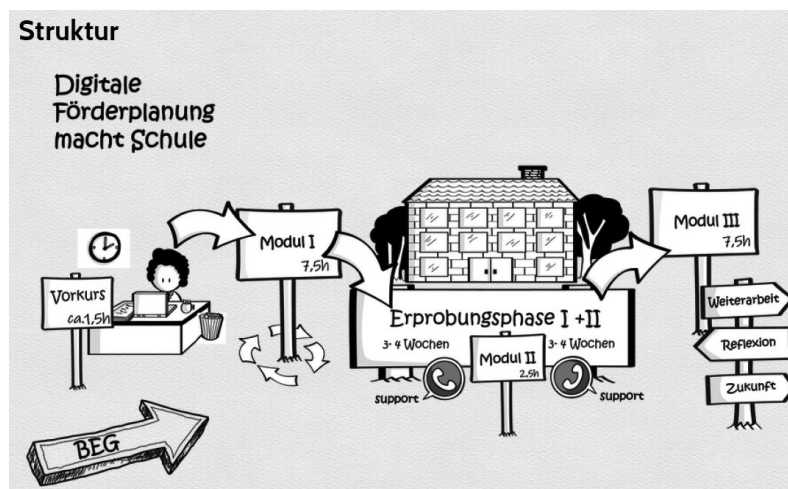 Struktur
Digitale
Förderplanung
macht Schule
Vorkurs
ca.1,5h
Modul I
7,5h
Erprobungsphase I +II
3- 4 Wochen
3- 4 Wochen
Modul II
2,5h
support
support
Modul III
7,5h
Weiterarbeit
Reflexion
Zukunft
BEG